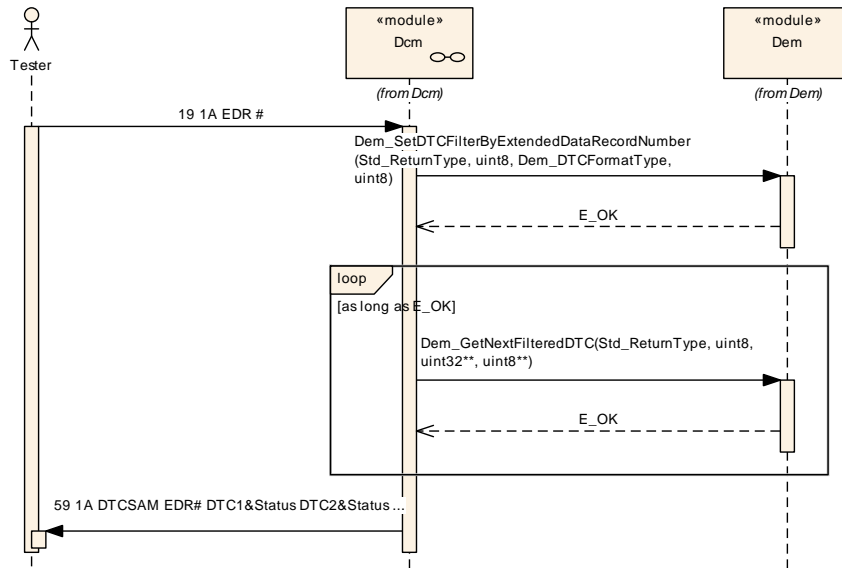 «module»
Dcm
«module»
Dem
Tester
(from Dcm)
(from Dem)
19 1A EDR #
Dem_SetDTCFilterByExtendedDataRecordNumber
(Std_ReturnType, uint8, Dem_DTCFormatType,
uint8)
E_OK
loop
[as long as E_OK]
Dem_GetNextFilteredDTC(Std_ReturnType, uint8,
uint32**, uint8**)
E_OK
59 1A DTCSAM EDR# DTC1&Status DTC2&Status ...